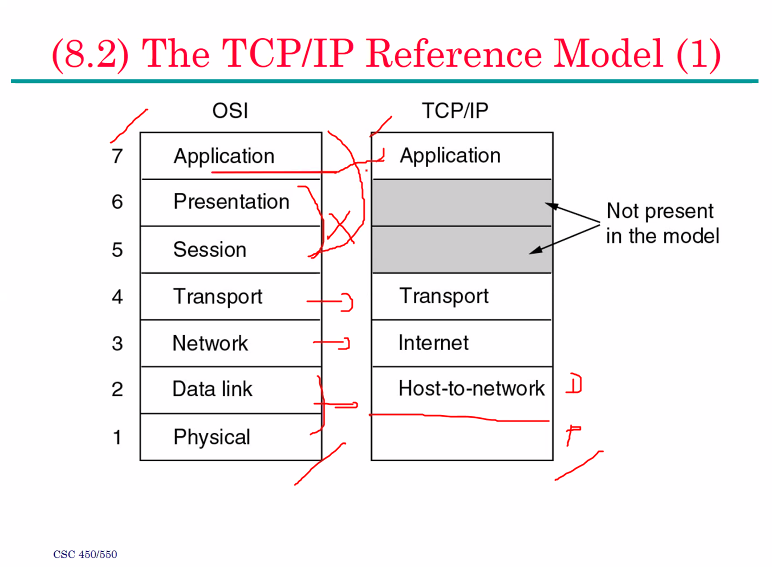 (8.2) The TCP/IP Reference Model (1)
OSI TCP/IP
7 Application Application
6 Presentation
Not present
in the model
5 Session
4 Transport Transport
3 Network Internet
2 Data link Host-to-network D
1 Physical P
CSC 450/550